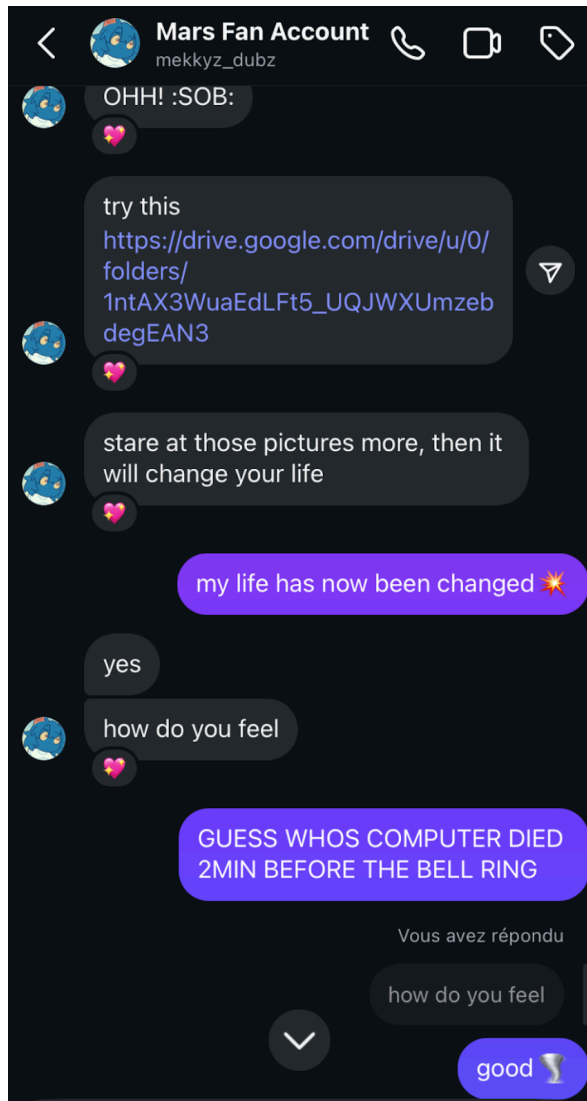 Mars Fan Account
mekkyz_dubz
OHH! :SOB:
try this
https://drive.google.com/drive/u/0/
folders/
1ntAX3WuaEdLFt5_UQJWXUmzeb
degEAN3
stare at those pictures more, then it
will change your life
my life has now been changed 💥
yes
how do you feel
GUESS WHOS COMPUTER DIED
2MIN BEFORE THE BELL RING
Vous avez répondu
how do you feel
good 🌪️